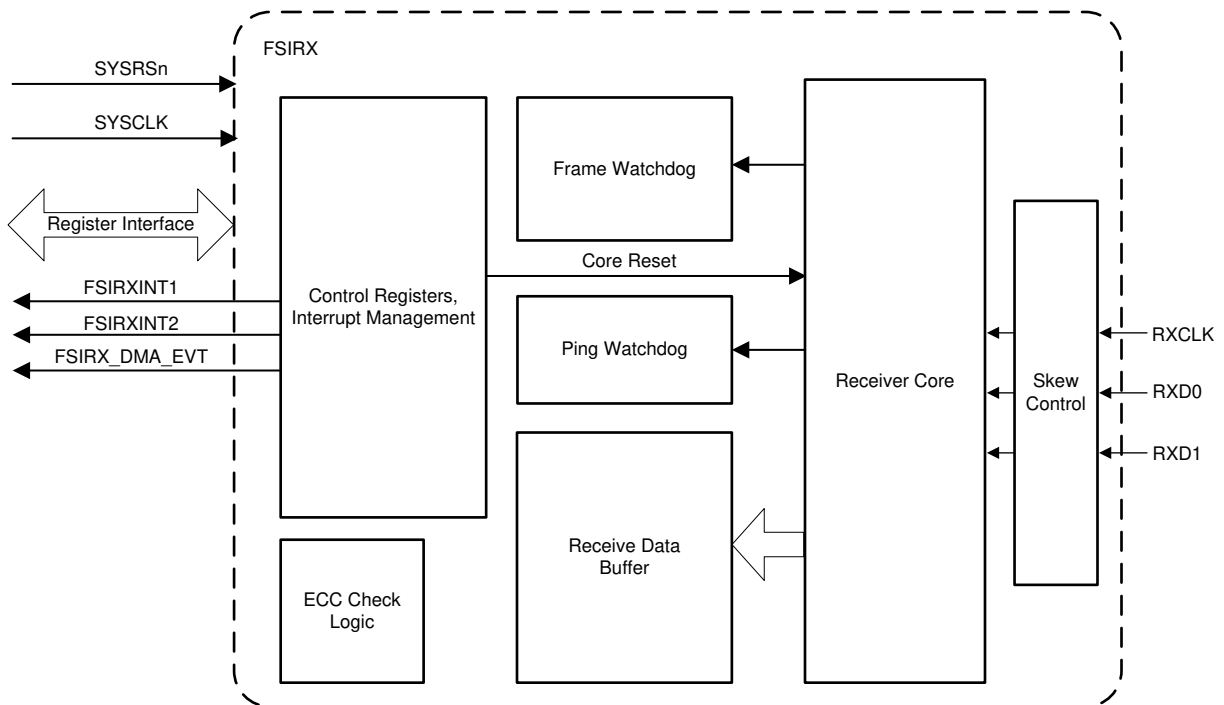 FSIRX
SYSRSn
SYSCLK
Register Interface
FSIRXINT1
FSIRXINT2
FSIRX_DMA_EVT
Control Registers,
Interrupt Management
ECC Check
Logic
Frame Watchdog
Core Reset
Ping Watchdog
Receive Data
Buffer
Receiver Core
Skew
Control
RXCLK
RXD0
RXD1